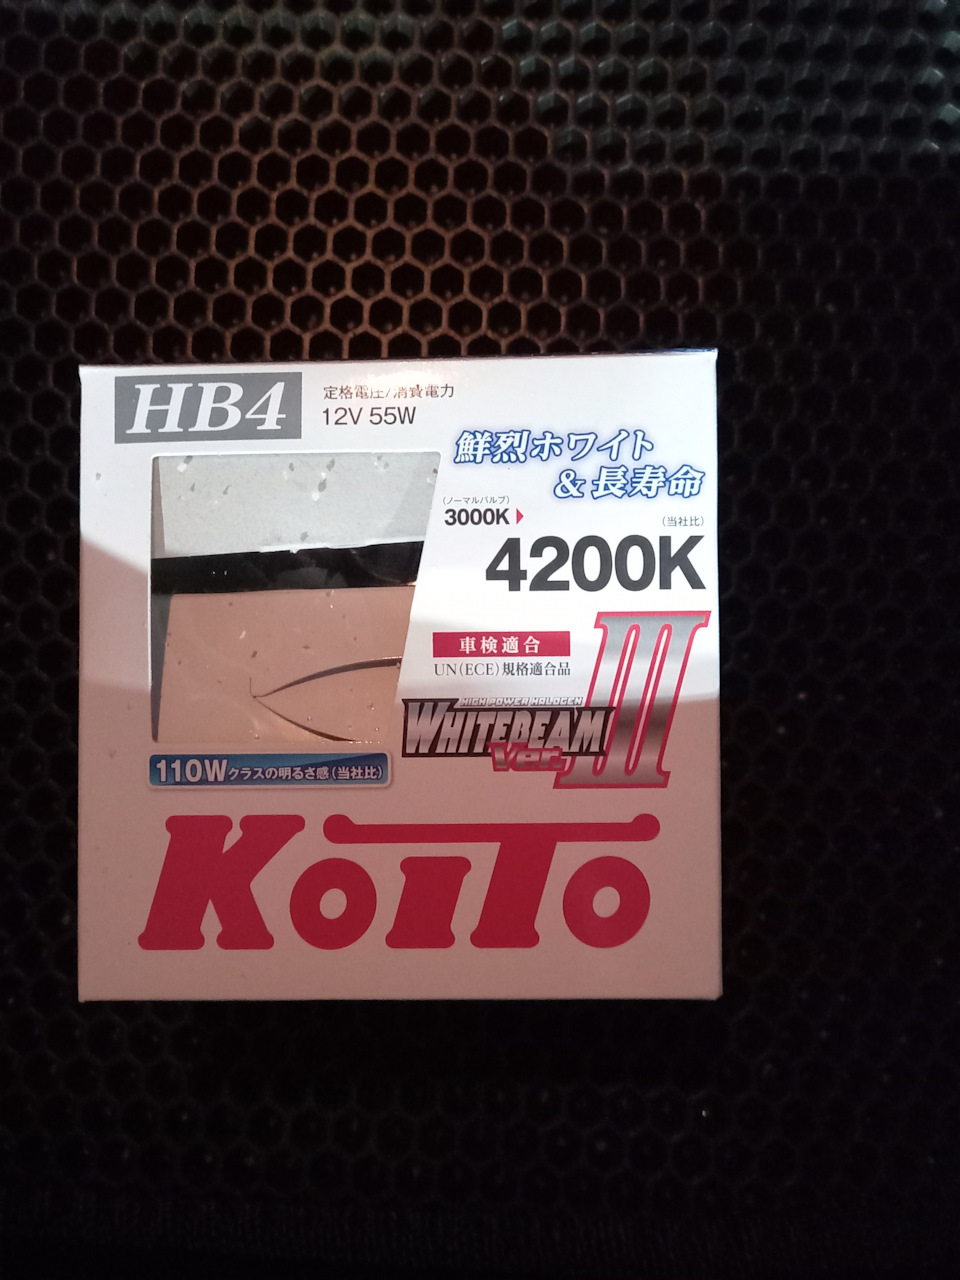 HB4
定格電圧/消費電力
12V 55W
鮮烈ホワイト
&長寿命
(ノーマルバルブ)
3000K
(当社比)
4200K
車検適合
UN(ECE)規格適合品
HIGH POWER HALOGEN
WHITEBEAM
Ver.
III
110Wクラスの明るさ感(当社比)
KOITO